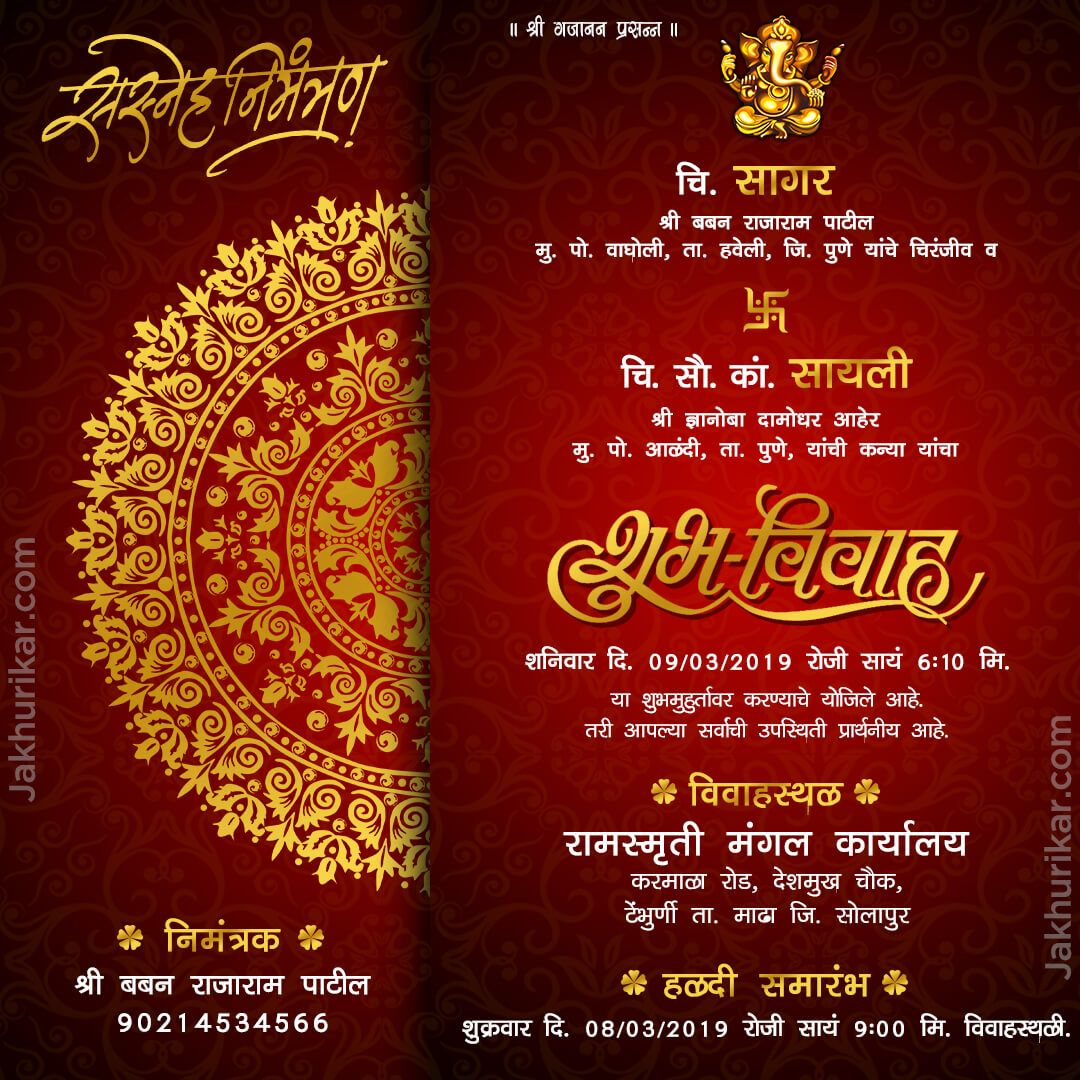 सस्नेह निमंत्रण
॥ श्री गजानन प्रसन्न ॥
चि. सागर
श्री बबन राजाराम पाटील
मु. पो. वाघोली, ता. हवेली, जि. पुणे यांचे चिरंजीव व
चि. सौ. कां. सायली
श्री ज्ञानोबा दामोधर आहेर
मु. पो. आळंदी, ता. पुणे, यांची कन्या यांचा
शुभ-विवाह
शनिवार दि. 09/03/2019 रोजी सायं 6:10 मि.
या शुभमुहुर्तावर करण्याचे योजिले आहे.
तरी आपल्या सर्वाची उपस्थिती प्रार्थनीय आहे.
विवाहस्थळ
रामस्मृती मंगल कार्यालय
करमाळा रोड, देशमुख चौक,
टेंभुर्णी ता. माढा जि. सोलापुर
हळदी समारंभ
शुक्रवार दि. 08/03/2019 रोजी सायं 9:00 मि. विवाहस्थळी.
निमंत्रक
श्री बबन राजाराम पाटील
90214534566
Jakhurikar.com
Jakhurikar.com